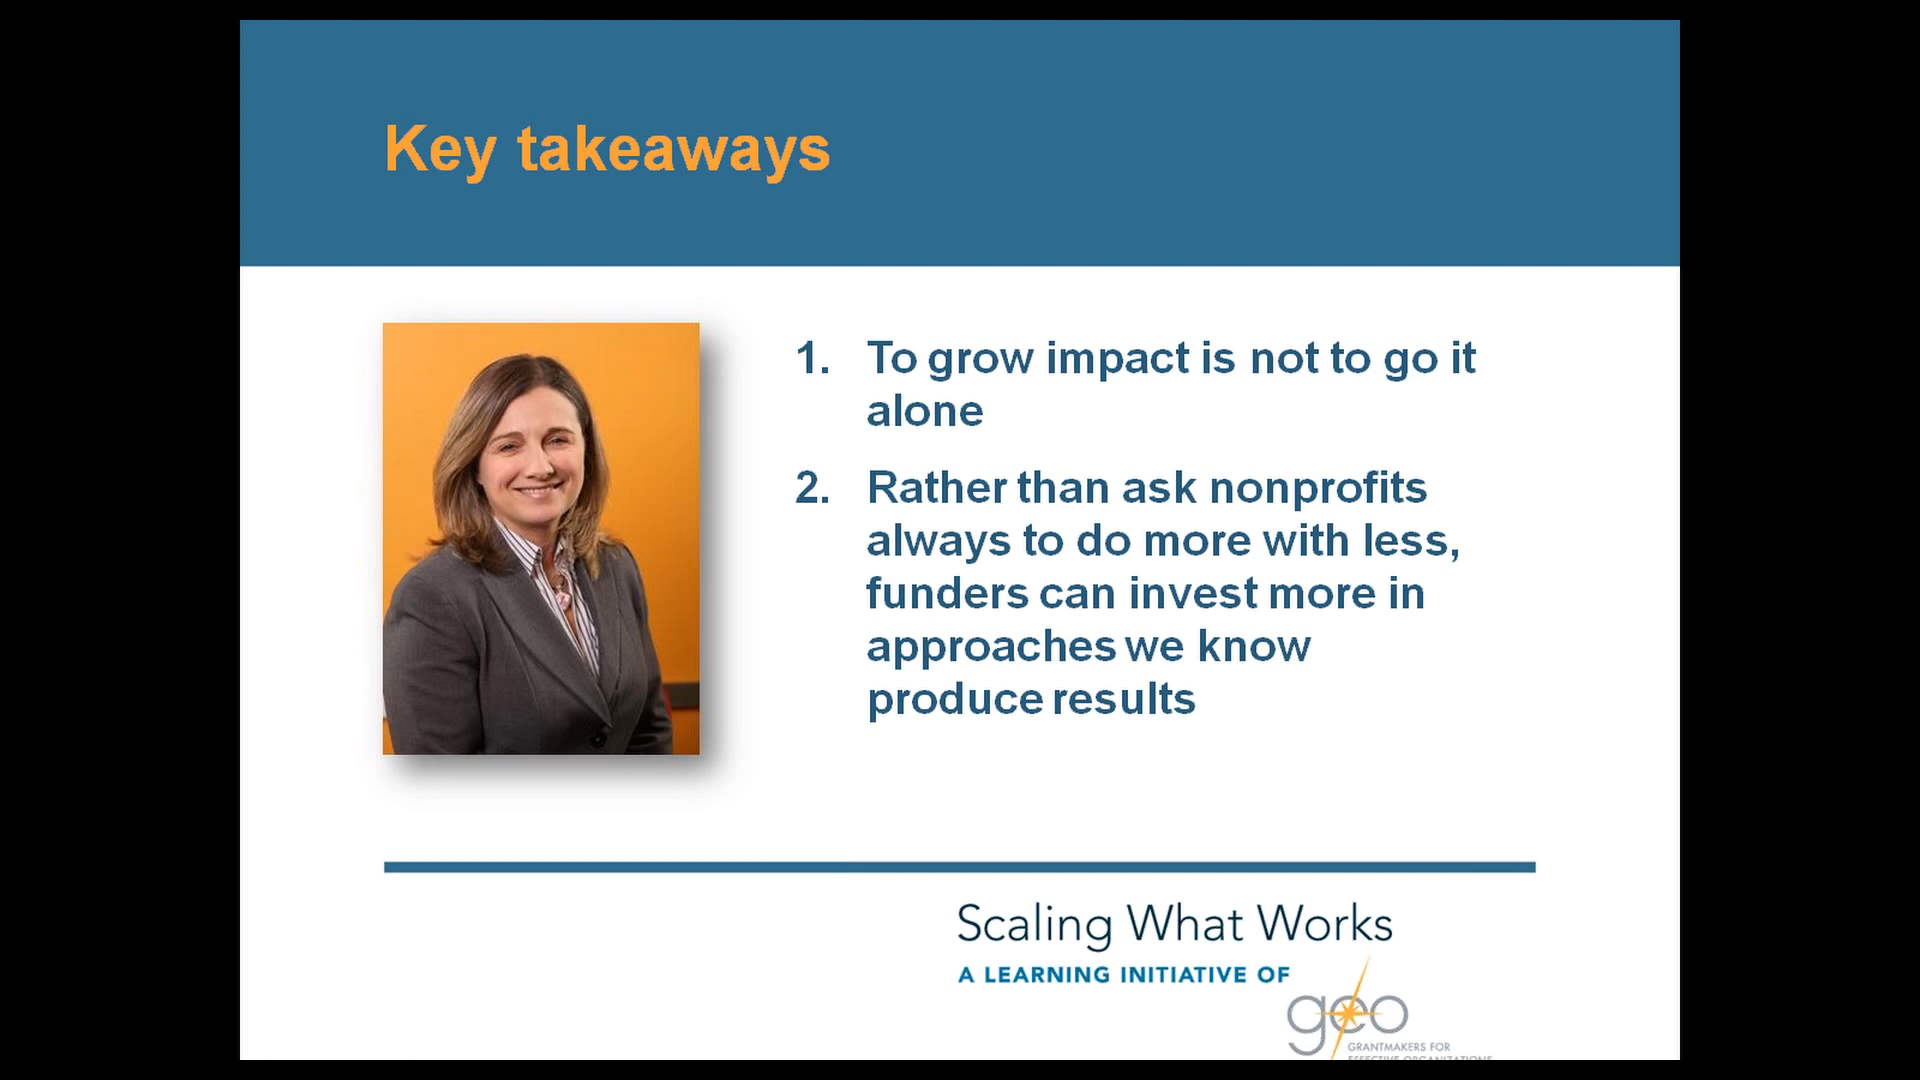 Key takeaways
1. To grow impact is not to go it
alone
2. Rather than ask nonprofits
always to do more with less,
funders can invest more in
approaches we know
produce results
Scaling What Works
A LEARNING INITIATIVE OF
geo
GRANTMAKERS FOR
EFFECTIVE ORGANIZATIONS